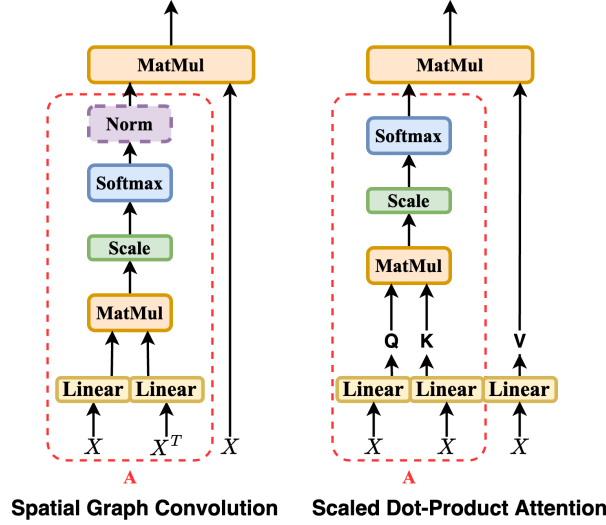 MatMul
Norm
Softmax
Scale
MatMul
Linear Linear
X X^T X
A
Spatial Graph Convolution
MatMul
Softmax
Scale
MatMul
Q K V
Linear Linear Linear
X X X
A
Scaled Dot-Product Attention